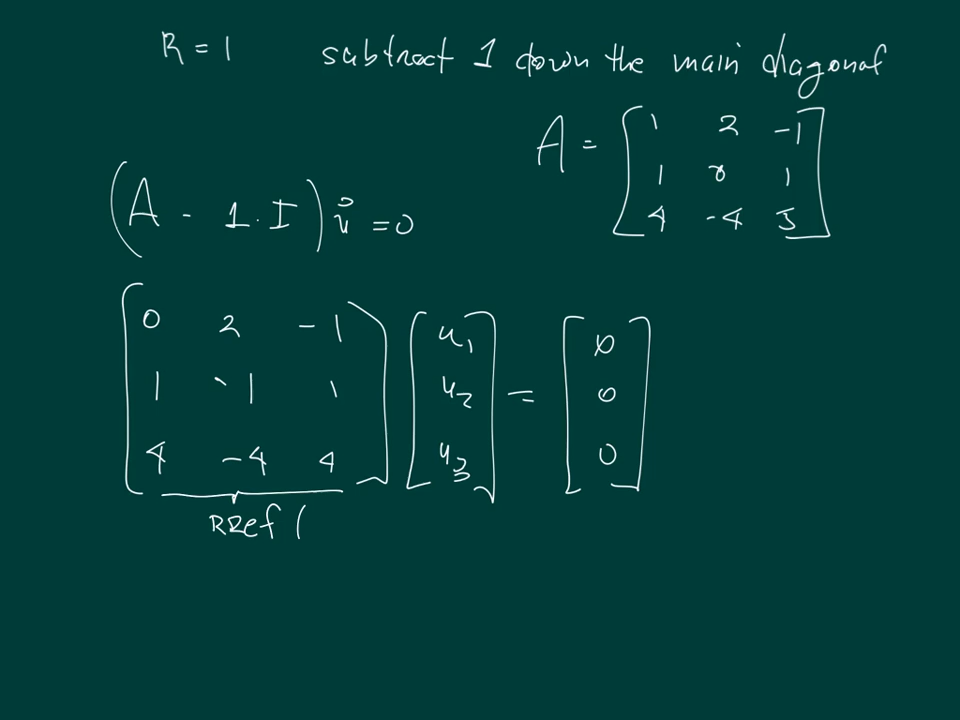 R = 1 subtract 1 down the main diagonal
A = [ 1 2 -1
1 0 1
4 -4 5 ]
(A - 1 · I) u = 0
[ 0 2 -1 ] [ u1 ] = [ 0 ]
[ 1 -1 1 ] [ u2 ] [ 0 ]
[ 4 -4 4 ] [ u3 ] [ 0 ]
RREF (